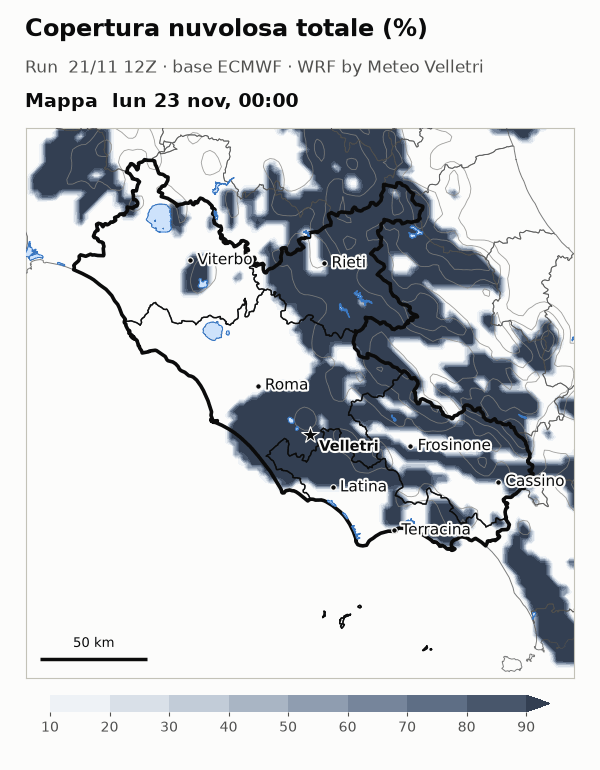 Copertura nuvolosa totale (%)
Run  21/11 12Z · base ECMWF · WRF by Meteo Velletri
Mappa  lun 23 nov, 00:00
Viterbo
Rieti
Roma
Velletri
Frosinone
Latina
Cassino
Terracina
50 km
10 20 30 40 50 60 70 80 90